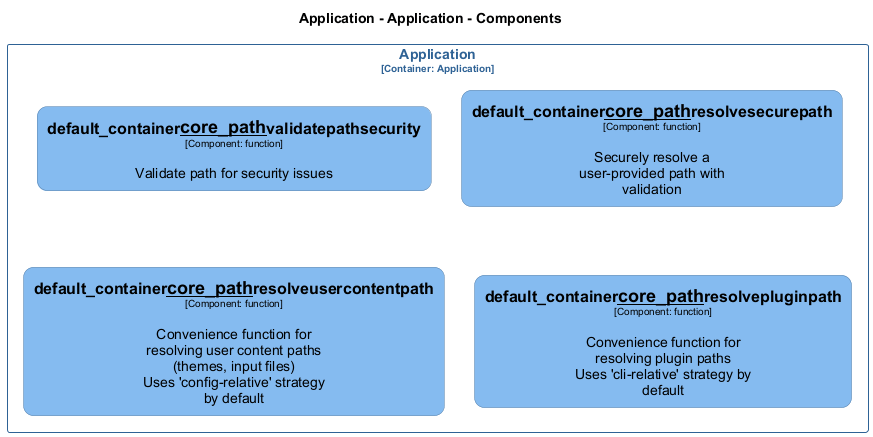 Application - Application - Components
Application
[Container: Application]
default_containercore_pathvalidatepathsecurity
[Component: function]
Validate path for security issues
default_containercore_pathresolvesecurepath
[Component: function]
Securely resolve a
user-provided path with
validation
default_containercore_pathresolveusercontentpath
[Component: function]
Convenience function for
resolving user content paths
(themes, input files)
Uses 'config-relative' strategy
by default
default_containercore_pathresolvepluginpath
[Component: function]
Convenience function for
resolving plugin paths
Uses 'cli-relative' strategy by
default